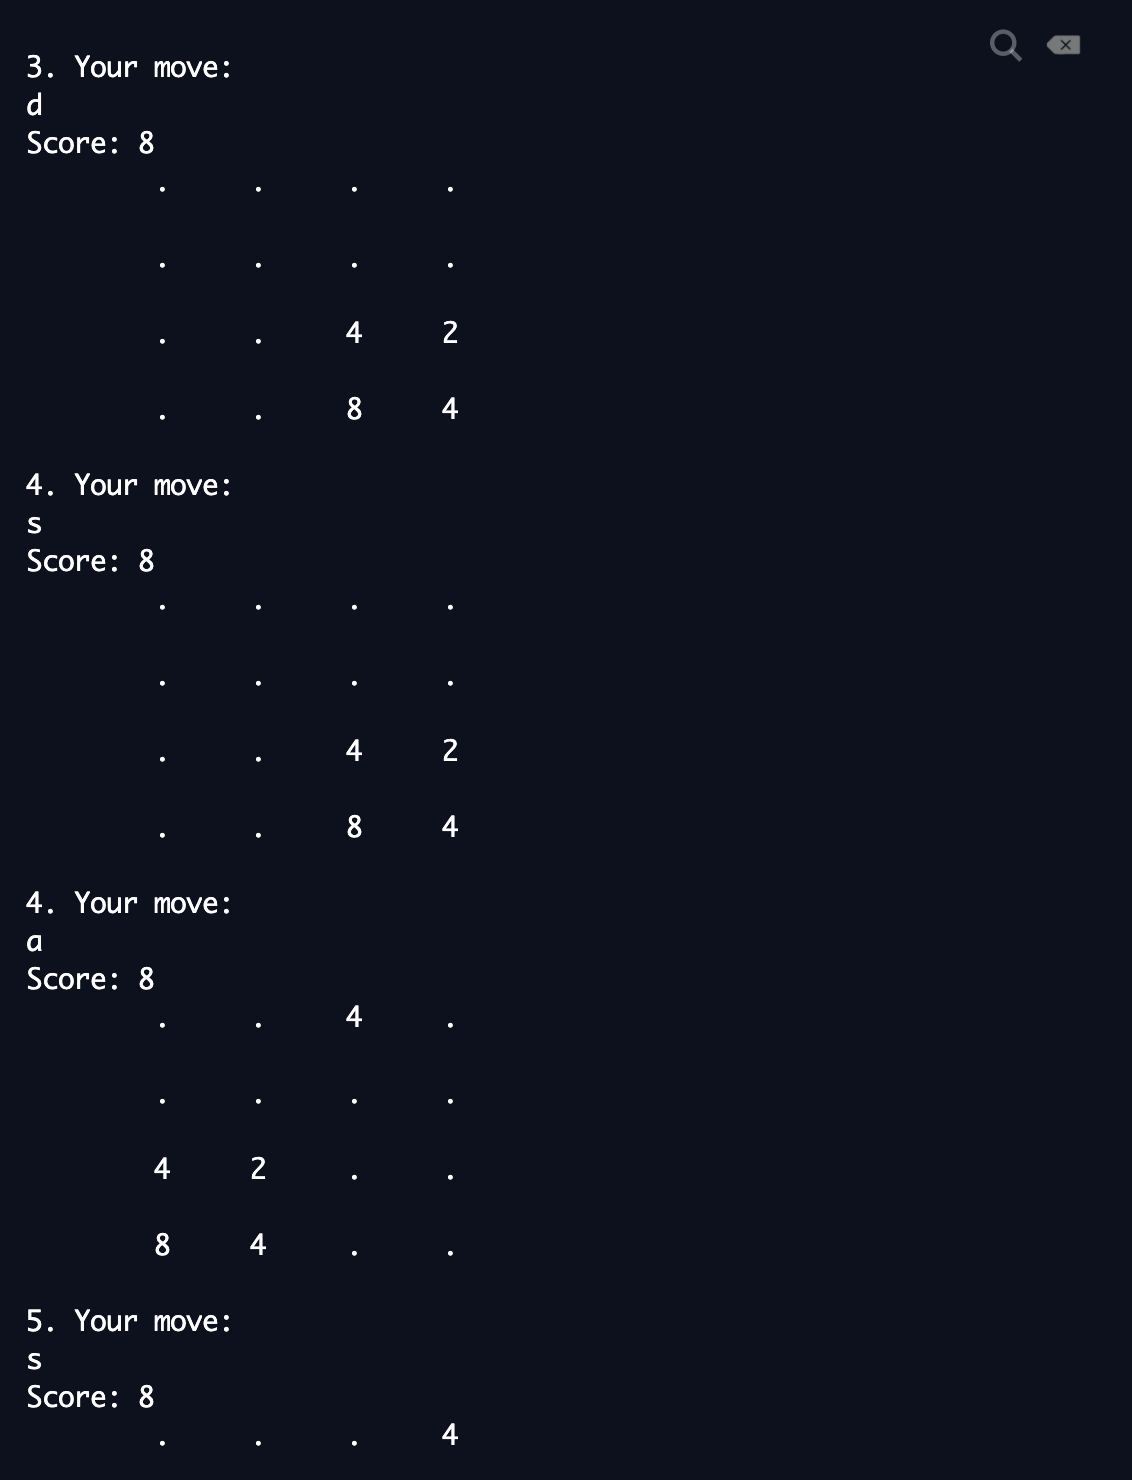 3. Your move:
d
Score: 8
. . . .
. . . .
. . 4 2
. . 8 4
4. Your move:
s
Score: 8
. . . .
. . . .
. . 4 2
. . 8 4
4. Your move:
a
Score: 8
. . 4 .
. . . .
4 2 . .
8 4 . .
5. Your move:
s
Score: 8
. . . 4